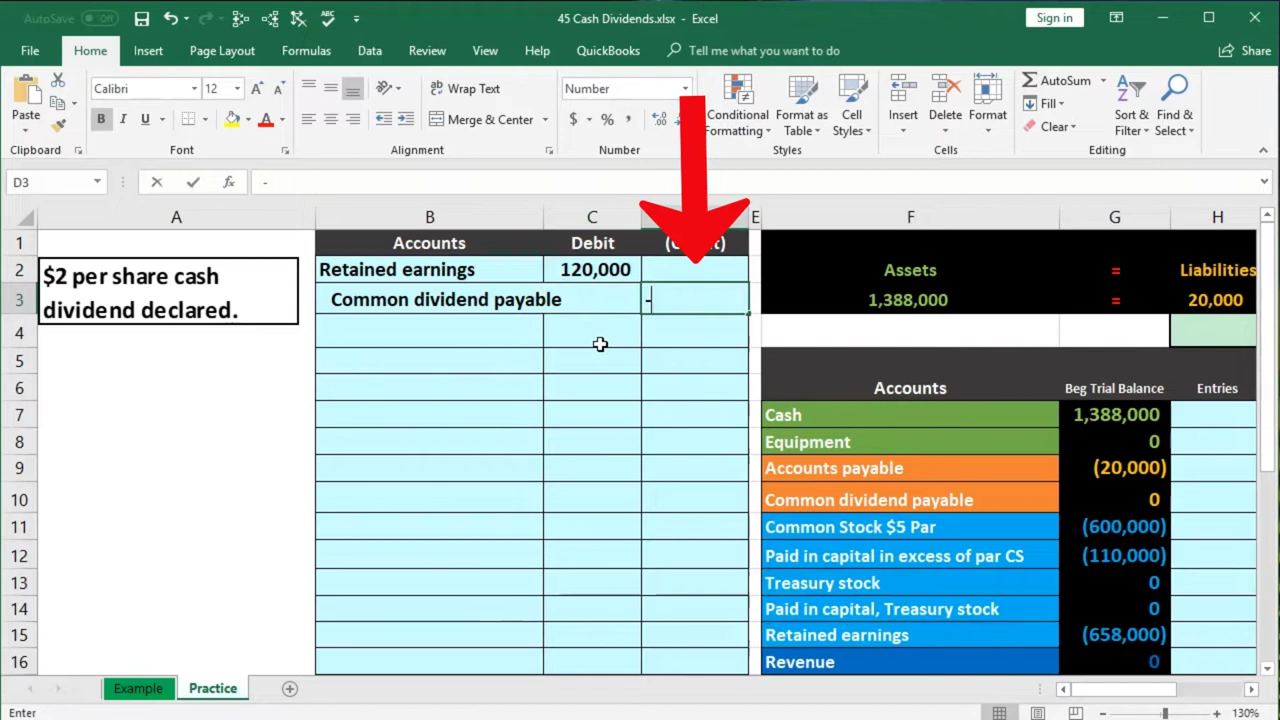 AutoSave Off
45 Cash Dividends.xlsx - Excel
Sign in
File Home Insert Page Layout Formulas Data Review View Help QuickBooks Tell me what you want to do Share
Paste
Calibri 12
B I U
Wrap Text
Merge & Center
Number
$ % ,
Conditional Formatting
Format as Table
Cell Styles
Insert
Delete
Format
AutoSum
Fill
Clear
Sort & Filter
Find & Select
Clipboard Font Alignment Number Styles Cells Editing
D3 fx -
A B C E F G H
1 Accounts Debit
2 Retained earnings 120,000 Assets = Liabilities
3 Common dividend payable - 1,388,000 = 20,000
$2 per share cash
dividend declared.
4
5
6 Accounts Beg Trial Balance Entries
7 Cash 1,388,000
8 Equipment 0
9 Accounts payable (20,000)
10 Common dividend payable 0
11 Common Stock $5 Par (600,000)
12 Paid in capital in excess of par CS (110,000)
13 Treasury stock 0
14 Paid in capital, Treasury stock 0
15 Retained earnings (658,000)
16 Revenue 0
Example Practice
Enter
130%